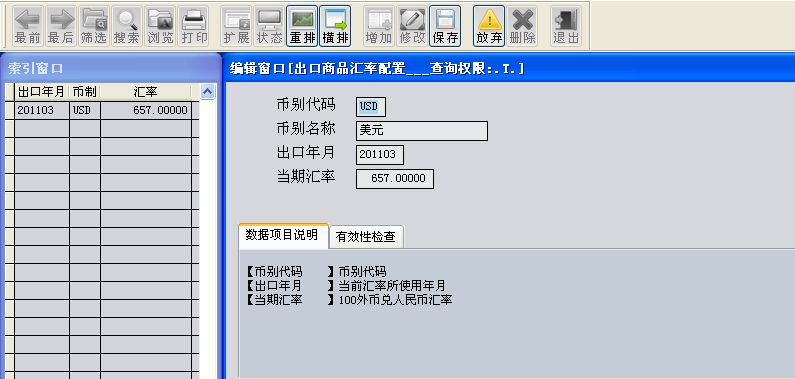 最前 最后 筛选 搜索 浏览 打印 扩展 状态 重排 横排 增加 修改 保存 放弃 删除 退出
索引窗口
出口年月 币制 汇率
201103 USD 657.00000
编辑窗口[出口商品汇率配置___查询权限:.T.]
币别代码 USD
币别名称 美元
出口年月 201103
当期汇率 657.00000
数据项目说明 有效性检查
【币别代码 】币别代码
【出口年月 】当前汇率所使用年月
【当期汇率 】100外币兑人民币汇率